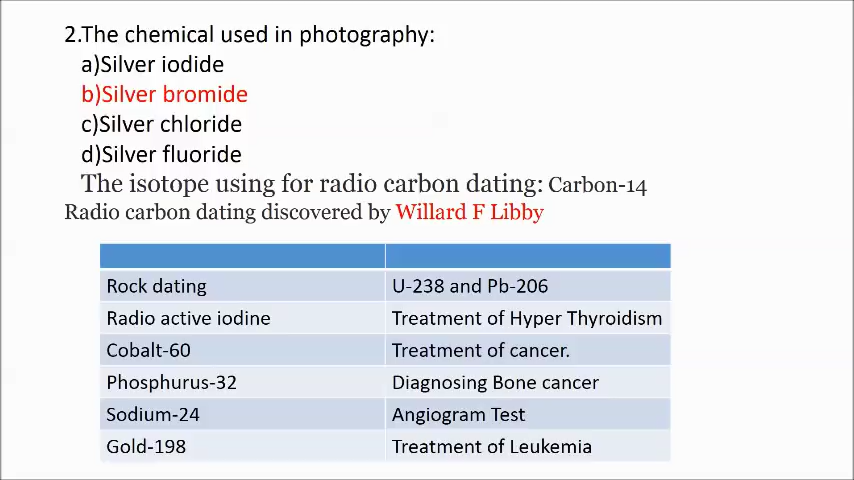 2.The chemical used in photography:
a)Silver iodide
b)Silver bromide
c)Silver chloride
d)Silver fluoride
The isotope using for radio carbon dating: Carbon-14
Radio carbon dating discovered by Willard F Libby
Rock dating U-238 and Pb-206
Radio active iodine Treatment of Hyper Thyroidism
Cobalt-60 Treatment of cancer.
Phosphurus-32 Diagnosing Bone cancer
Sodium-24 Angiogram Test
Gold-198 Treatment of Leukemia